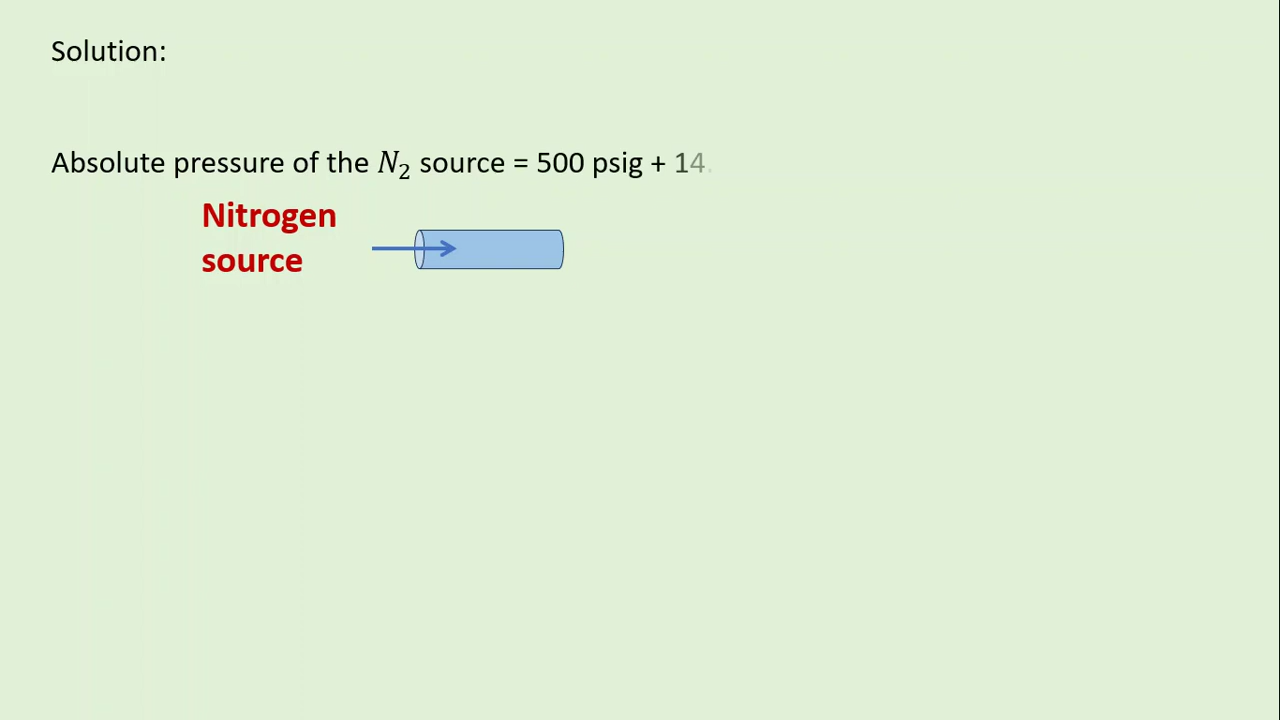 Solution:
Absolute pressure of the N₂ source = 500 psig + 14.
Nitrogen
source